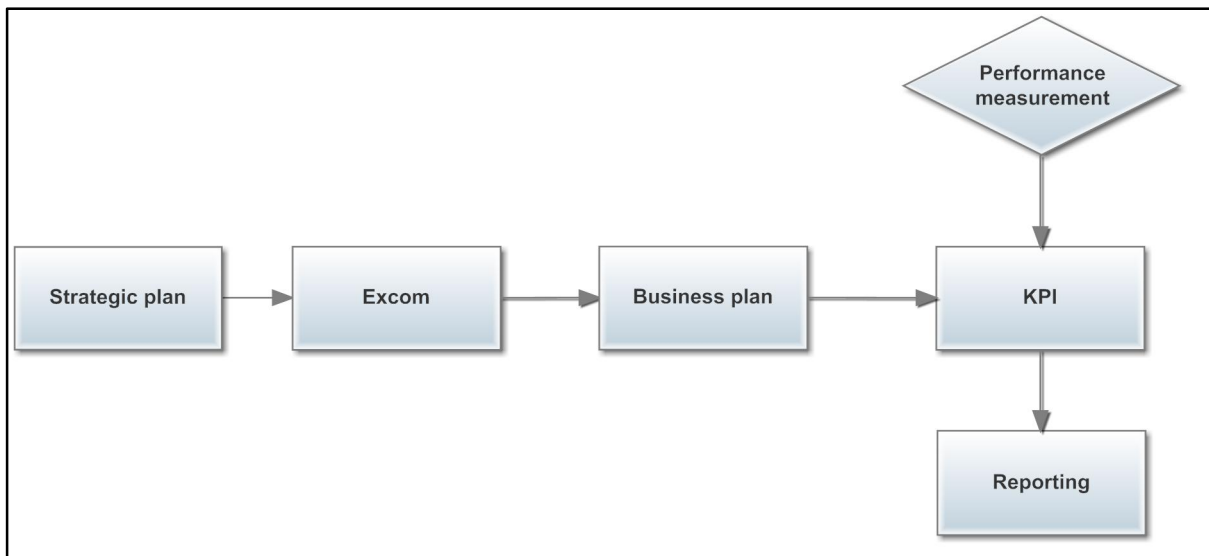 Performance
measurement
Strategic plan
Excom
Business plan
KPI
Reporting